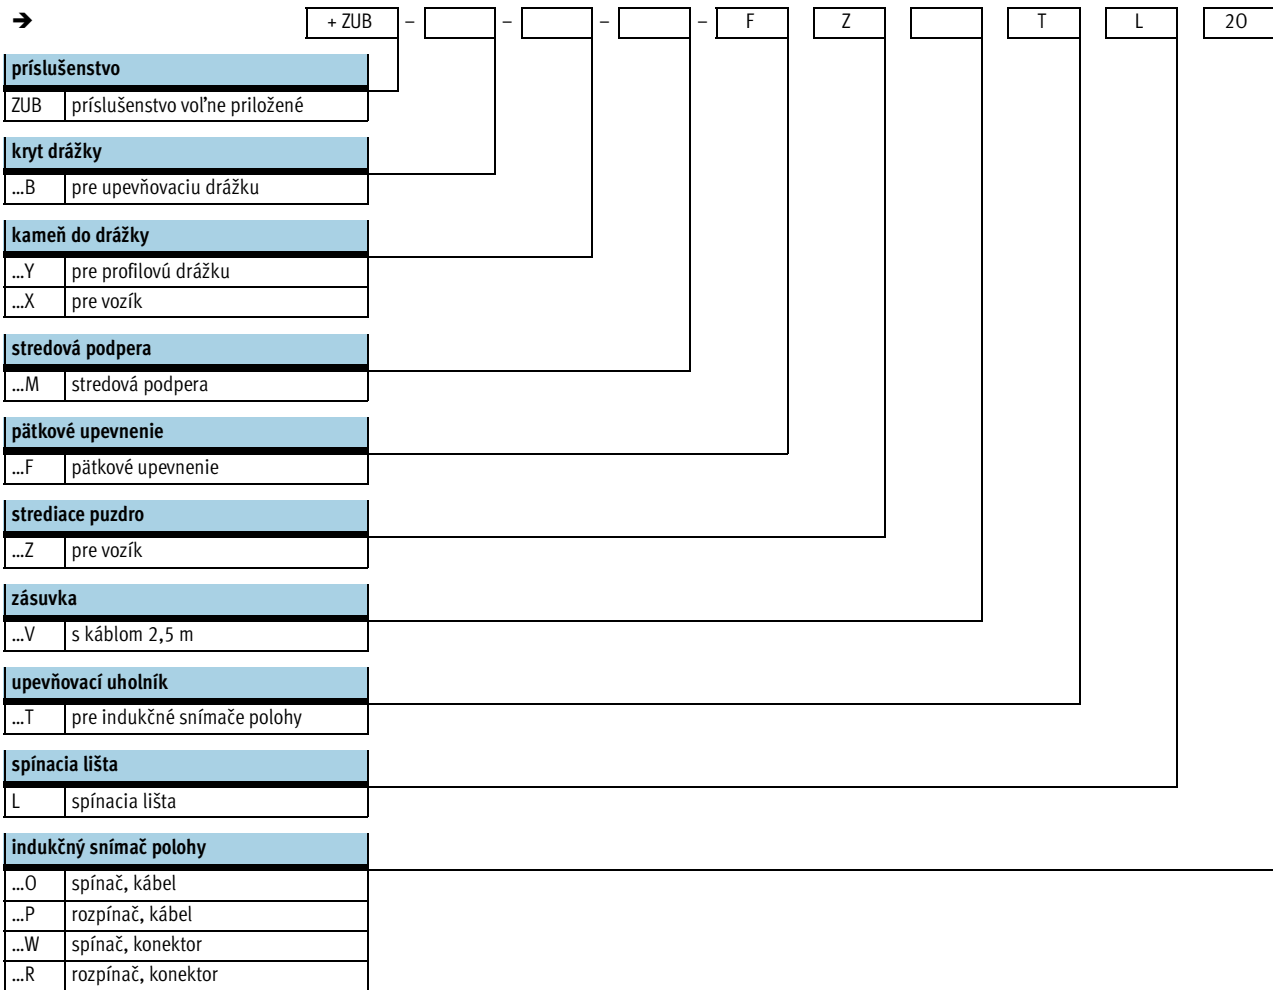 ➔ + ZUB – – – – F Z T L 20
príslušenstvo
ZUB príslušenstvo voľne priložené
kryt drážky
...B pre upevňovaciu drážku
kameň do drážky
...Y pre profilovú drážku
...X pre vozík
stredová podpera
...M stredová podpera
pätkové upevnenie
...F pätkové upevnenie
strediace puzdro
...Z pre vozík
zásuvka
...V s káblom 2,5 m
upevňovací uholník
...T pre indukčné snímače polohy
spínacia lišta
L spínacia lišta
indukčný snímač polohy
...O spínač, kábel
...P rozpínač, kábel
...W spínač, konektor
...R rozpínač, konektor